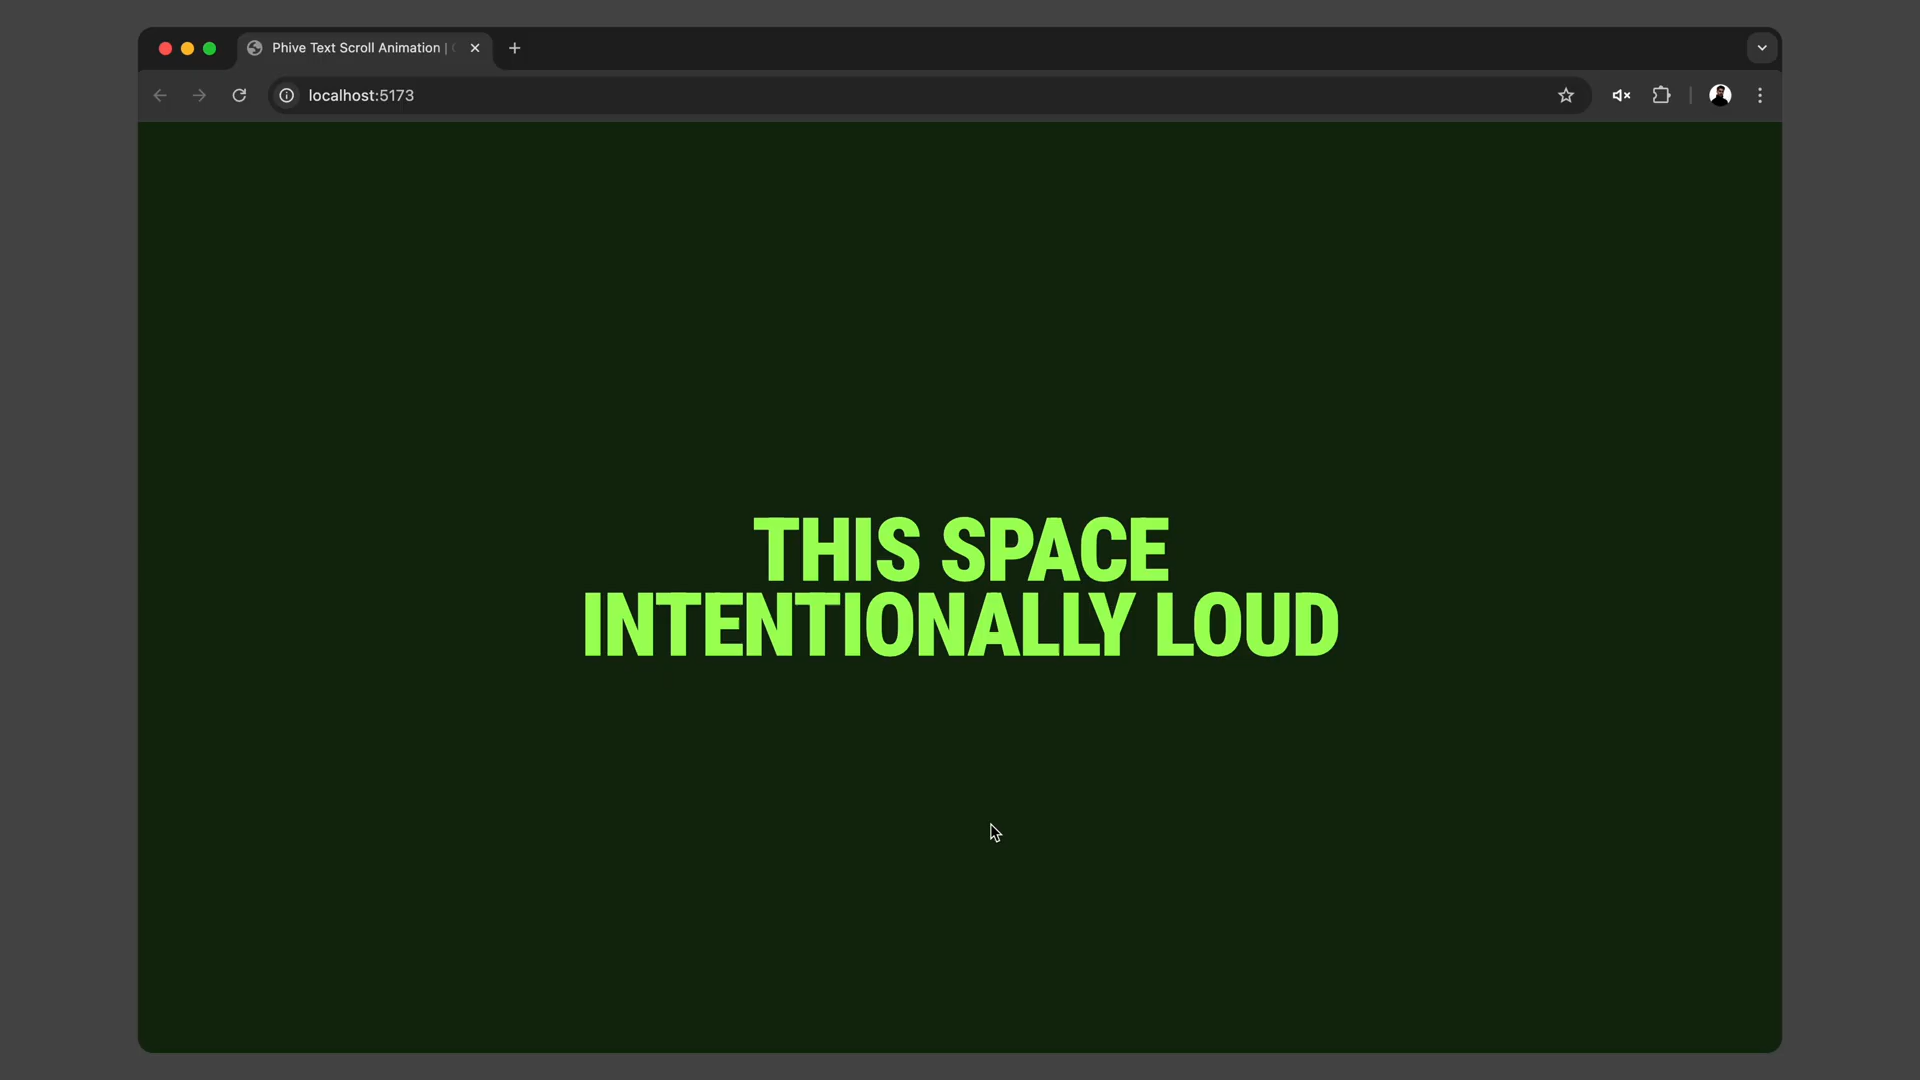 Phive Text Scroll Animation |
localhost:5173
THIS SPACE
INTENTIONALLY LOUD